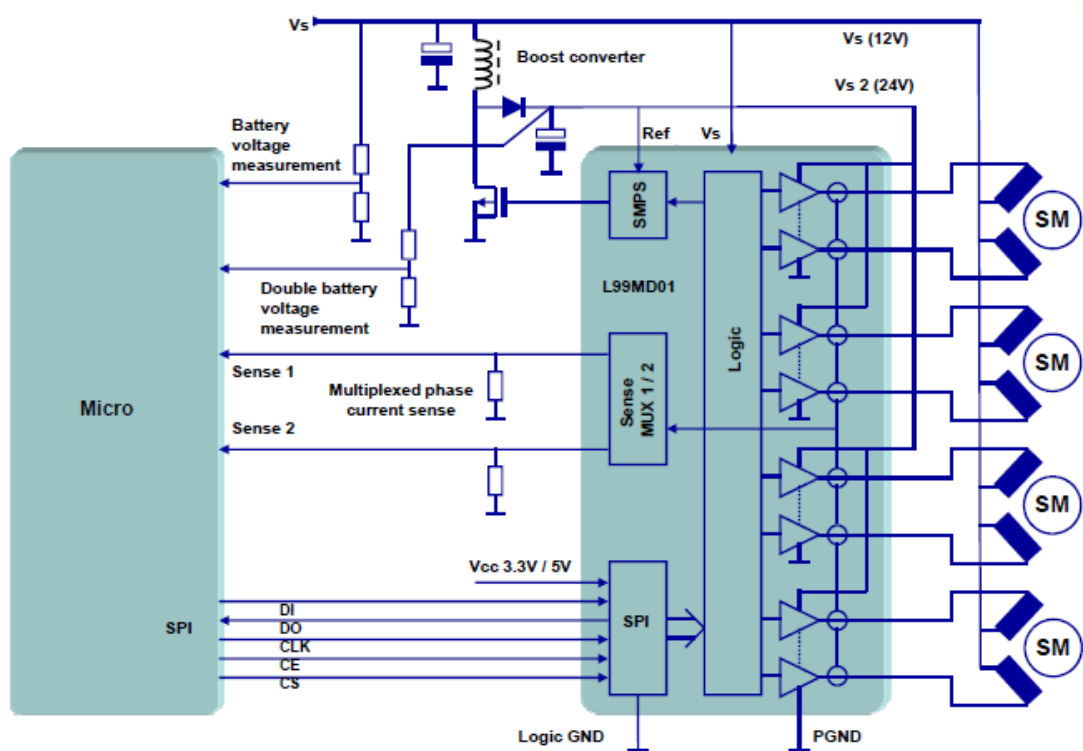 Vs
Vs (12V)
Boost converter
Vs 2 (24V)
Battery
voltage
measurement
Ref
Vs
SMPS
SM
L99MD01
Double battery
voltage
measurement
Logic
Sense 1
Multiplexed phase
current sense
Sense
MUX 1 / 2
SM
Micro
Sense 2
SM
Vcc 3.3V / 5V
SPI
DI
DO
CLK
CE
CS
SPI
SM
Logic GND
PGND